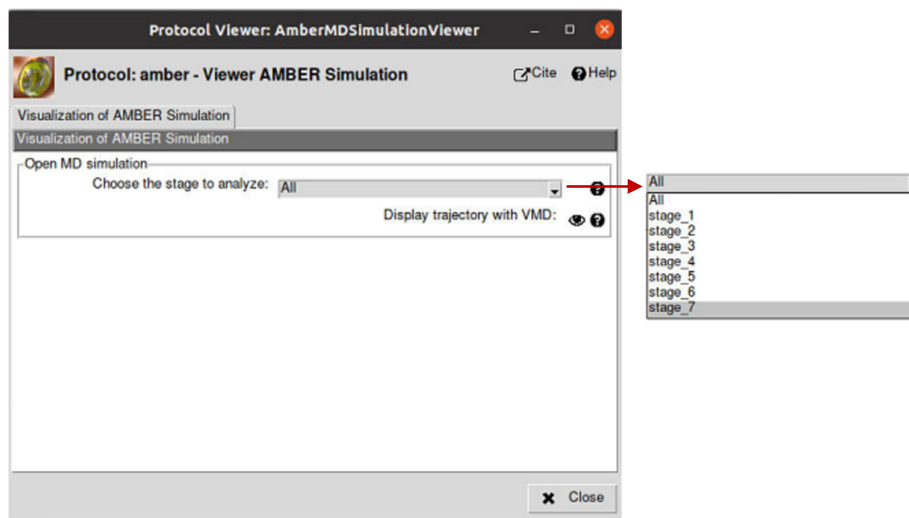 Protocol Viewer: AmberMDSimulationViewer
Protocol: amber - Viewer AMBER Simulation
Cite
Help
Visualization of AMBER Simulation
Visualization of AMBER Simulation
Open MD simulation
Choose the stage to analyze: All
Display trajectory with VMD:
Close
All
All
stage_1
stage_2
stage_3
stage_4
stage_5
stage_6
stage_7